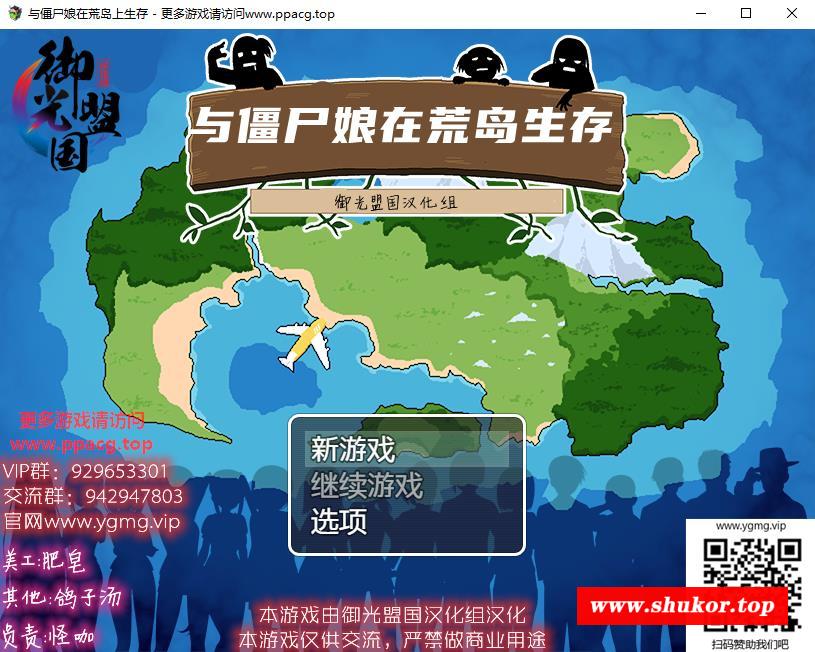 与僵尸娘在荒岛上生存 - 更多游戏请访问www.ppacg.top
御光盟国
与僵尸娘在荒岛生存
御光盟国汉化组
新游戏
继续游戏
选项
更多游戏请访问
www.ppacg.top
VIP群：929653301
交流群：942947803
官网www.ygmg.vip
美工:肥皂
其他:鸽子汤
负责:怪咖
本游戏由御光盟国汉化组汉化
本游戏仅供交流，严禁做商业用途
www.ygmg.vip
www.shukor.top
扫码赞助我们吧